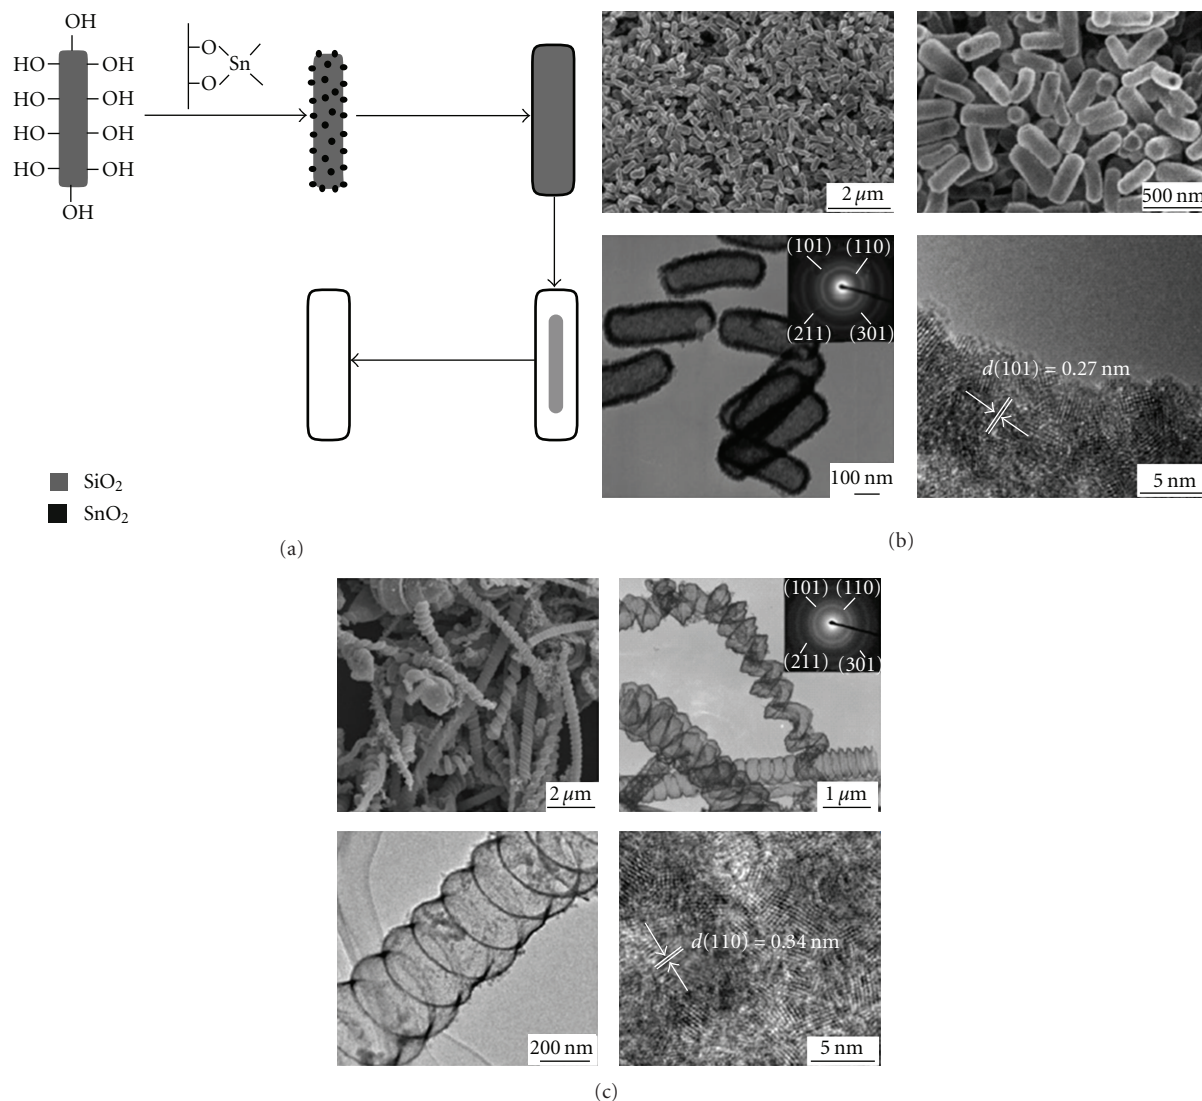 OH
HO
OH
HO
OH
HO
OH
HO
OH
OH
O
Sn
O
SiO₂
SnO₂
(a)
2 μm
500 nm
(101)
(110)
(211)
(301)
100 nm
d(101) = 0.27 nm
5 nm
(b)
2 μm
(101)
(110)
(211)
(301)
1 μm
200 nm
d(110) = 0.34 nm
5 nm
(c)